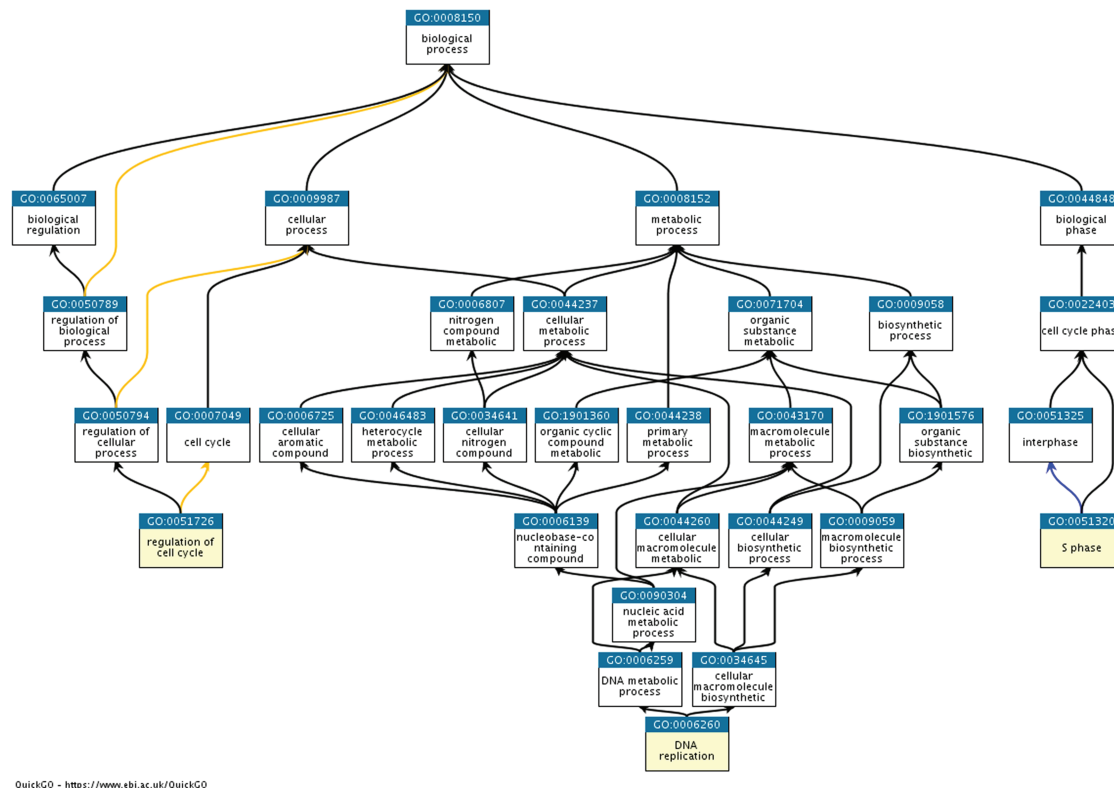 GO:0008150
biological
process
GO:0065007
biological
regulation
GO:0009987
cellular
process
GO:0008152
metabolic
process
GO:0044848
biological
phase
GO:0050789
regulation of
biological
process
GO:0006807
nitrogen
compound
metabolic
GO:0044237
cellular
metabolic
process
GO:0071704
organic
substance
metabolic
GO:0009058
biosynthetic
process
GO:0022403
cell cycle phase
GO:0050794
regulation of
cellular
process
GO:0007049
cell cycle
GO:0006725
cellular
aromatic
compound
GO:0046483
heterocycle
metabolic
process
GO:0034641
cellular
nitrogen
compound
GO:1901360
organic cyclic
compound
metabolic
GO:0044238
primary
metabolic
process
GO:0043170
macromolecule
metabolic
process
GO:1901576
organic
substance
biosynthetic
GO:0051325
interphase
GO:0051726
regulation of
cell cycle
GO:0006139
nucleobase-co
ntaining
compound
GO:0044260
cellular
macromolecule
metabolic
GO:0044249
cellular
biosynthetic
process
GO:0009059
macromolecule
biosynthetic
process
GO:0051320
S phase
GO:0090304
nucleic acid
metabolic
process
GO:0006259
DNA metabolic
process
GO:0034645
cellular
macromolecule
biosynthetic
GO:0006260
DNA
replication
QuickGO - https://www.ebi.ac.uk/QuickGO